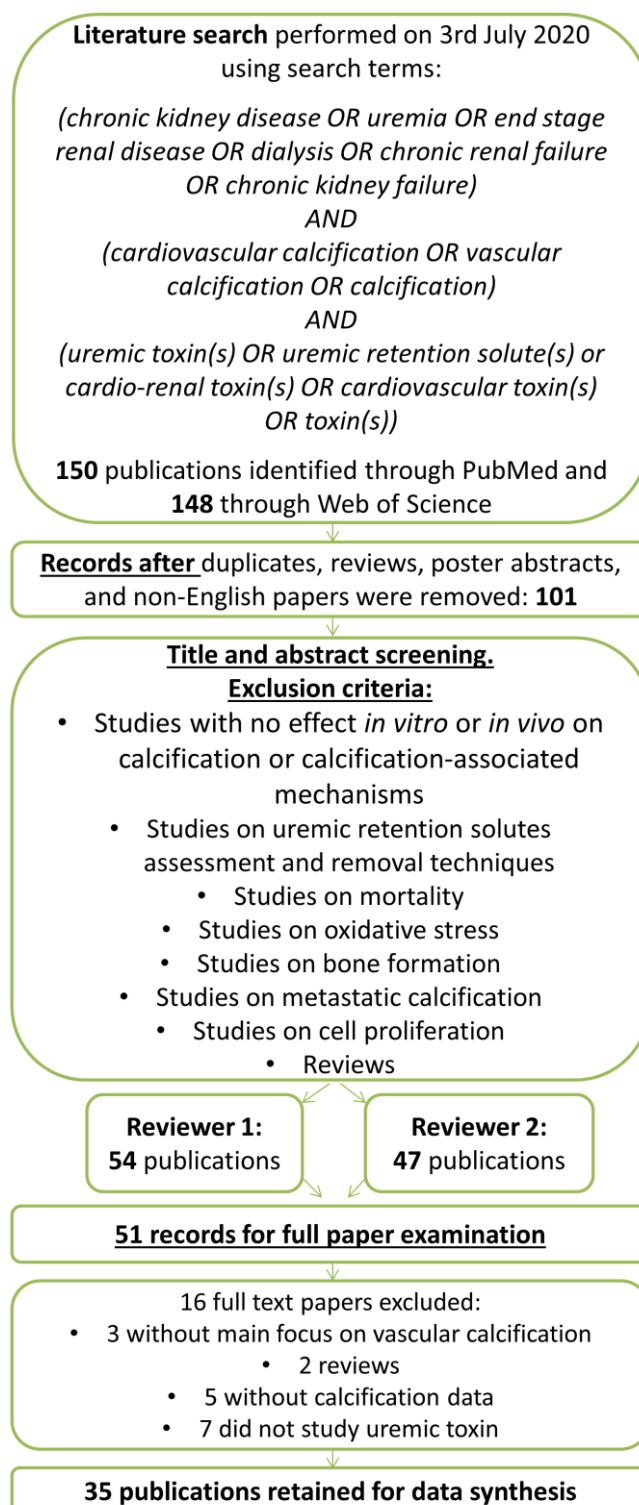 Literature search performed on 3rd July 2020
using search terms:
(chronic kidney disease OR uremia OR end stage
renal disease OR dialysis OR chronic renal failure
OR chronic kidney failure)
AND
(cardiovascular calcification OR vascular
calcification OR calcification)
AND
(uremic toxin(s) OR uremic retention solute(s) or
cardio-renal toxin(s) OR cardiovascular toxin(s)
OR toxin(s))
150 publications identified through PubMed and
148 through Web of Science
Records after duplicates, reviews, poster abstracts,
and non-English papers were removed: 101
Title and abstract screening.
Exclusion criteria:
• Studies with no effect in vitro or in vivo on
calcification or calcification-associated
mechanisms
• Studies on uremic retention solutes
assessment and removal techniques
• Studies on mortality
• Studies on oxidative stress
• Studies on bone formation
• Studies on metastatic calcification
• Studies on cell proliferation
• Reviews
Reviewer 1:
54 publications
Reviewer 2:
47 publications
51 records for full paper examination
16 full text papers excluded:
• 3 without main focus on vascular calcification
• 2 reviews
• 5 without calcification data
• 7 did not study uremic toxin
35 publications retained for data synthesis